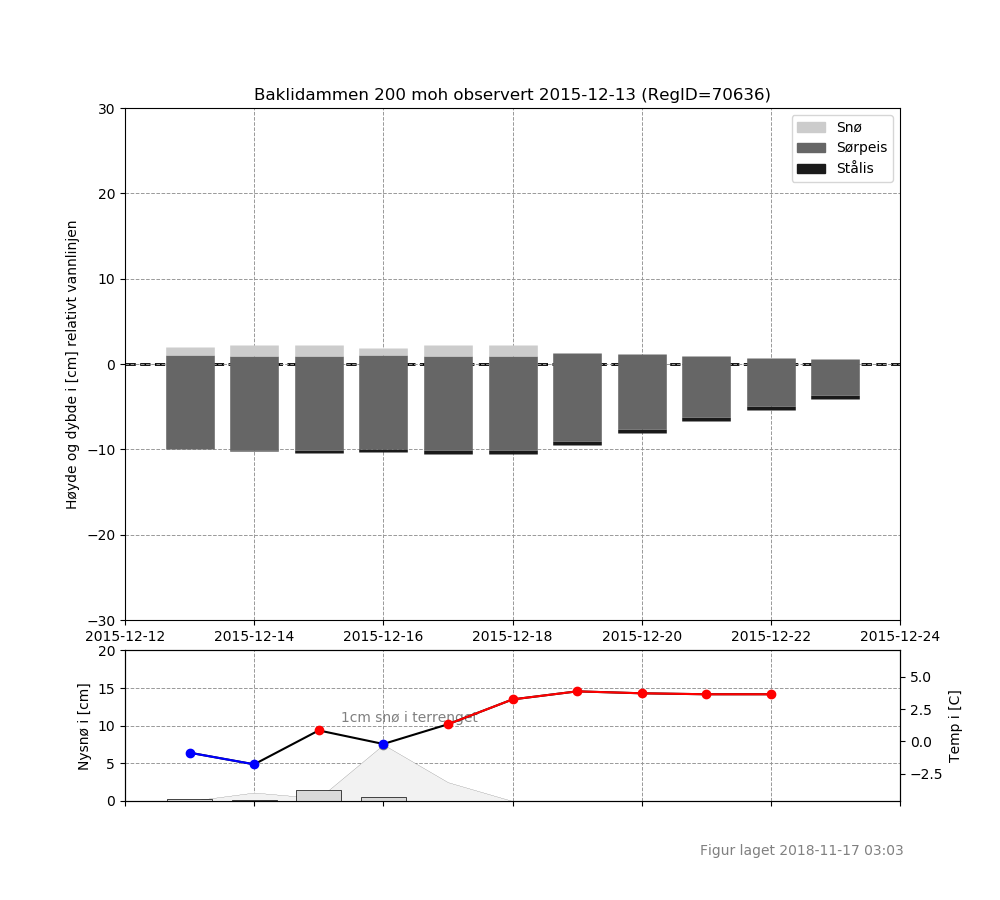 Baklidammen 200 moh observert 2015-12-13 (RegID=70636)
Høyde og dybde i [cm] relativt vannlinjen
30
20
10
0
−10
−20
−30
Snø
Sørpeis
Stålis
2015-12-12
2015-12-14
2015-12-16
2015-12-18
2015-12-20
2015-12-22
2015-12-24
Nysnø i [cm]
20
15
10
5
0
1cm snø i terrenget
5.0
2.5
0.0
−2.5
Temp i [C]
Figur laget 2018-11-17 03:03